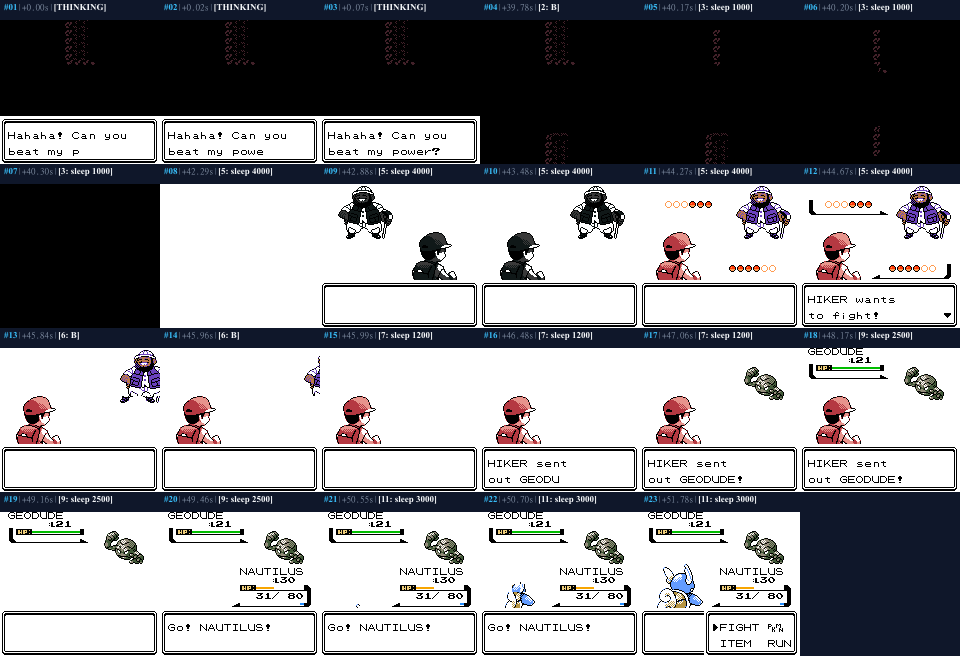 #01 | +0.00s | [THINKING]
#02 | +0.02s | [THINKING]
#03 | +0.07s | [THINKING]
#04 | +39.78s | [2: B]
#05 | +40.17s | [3: sleep 1000]
#06 | +40.20s | [3: sleep 1000]
Hahaha! Can you
beat my p
Hahaha! Can you
beat my powe
Hahaha! Can you
beat my power?
#07 | +40.30s | [3: sleep 1000]
#08 | +42.29s | [5: sleep 4000]
#09 | +42.88s | [5: sleep 4000]
#10 | +43.48s | [5: sleep 4000]
#11 | +44.27s | [5: sleep 4000]
#12 | +44.67s | [5: sleep 4000]
HIKER wants
to fight!
#13 | +45.84s | [6: B]
#14 | +45.96s | [6: B]
#15 | +45.99s | [7: sleep 1200]
#16 | +46.48s | [7: sleep 1200]
#17 | +47.06s | [7: sleep 1200]
#18 | +48.17s | [9: sleep 2500]
HIKER sent
out GEODU
HIKER sent
out GEODUDE!
GEODUDE
:L21
HP:
HIKER sent
out GEODUDE!
#19 | +49.16s | [9: sleep 2500]
#20 | +49.46s | [9: sleep 2500]
#21 | +50.55s | [11: sleep 3000]
#22 | +50.70s | [11: sleep 3000]
#23 | +51.78s | [11: sleep 3000]
GEODUDE
:L21
HP:
GEODUDE
:L21
HP:
NAUTILUS
:L30
HP:
31/ 80
Go! NAUTILUS!
GEODUDE
:L21
HP:
NAUTILUS
:L30
HP:
31/ 80
Go! NAUTILUS!
GEODUDE
:L21
HP:
NAUTILUS
:L30
HP:
31/ 80
Go! NAUTILUS!
GEODUDE
:L21
HP:
NAUTILUS
:L30
HP:
31/ 80
FIGHT PKMN
ITEM RUN